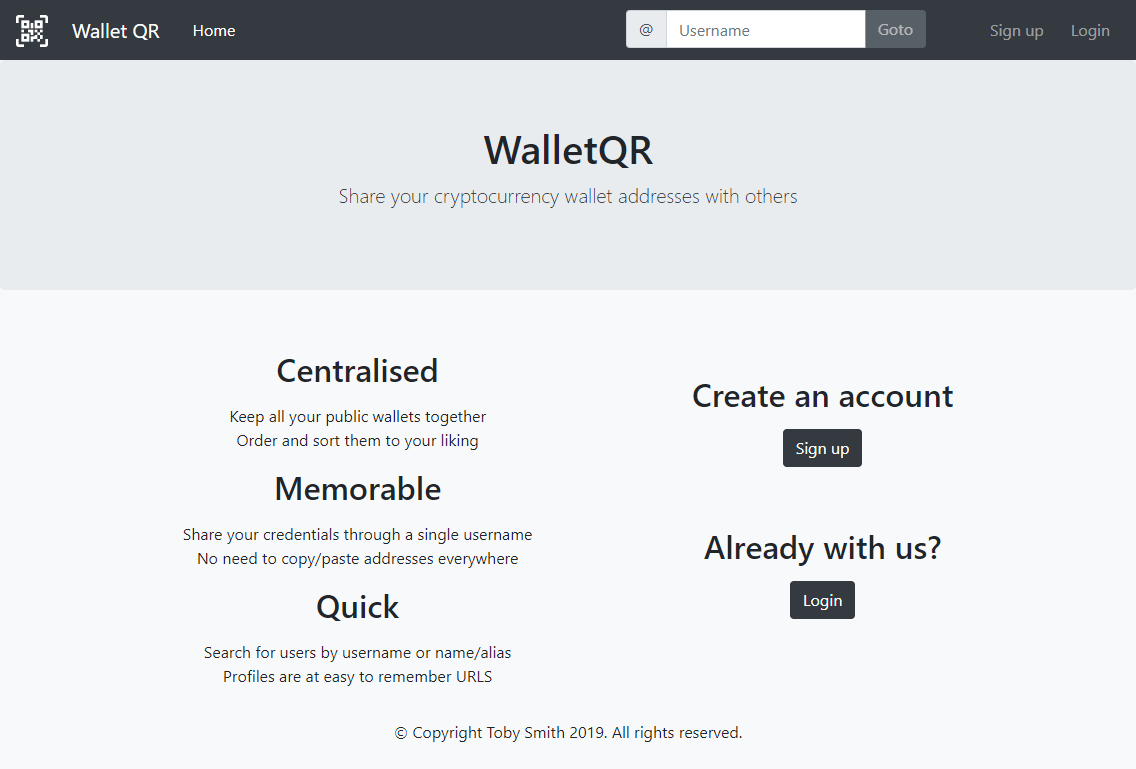 Wallet QR
Home
@
Username
Goto
Sign up
Login
WalletQR
Share your cryptocurrency wallet addresses with others
Centralised
Keep all your public wallets together
Order and sort them to your liking
Memorable
Share your credentials through a single username
No need to copy/paste addresses everywhere
Quick
Search for users by username or name/alias
Profiles are at easy to remember URLS
Create an account
Sign up
Already with us?
Login
© Copyright Toby Smith 2019. All rights reserved.